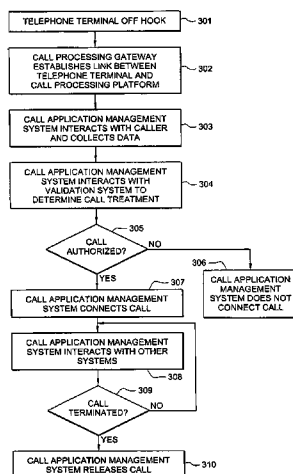 TELEPHONE TERMINAL OFF HOOK
301
CALL PROCESSING GATEWAY
ESTABLISHES LINK BETWEEN
TELEPHONE TERMINAL AND
CALL PROCESSING PLATFORM
302
CALL APPLICATION MANAGEMENT
SYSTEM INTERACTS WITH CALLER
AND COLLECTS DATA
303
CALL APPLICATION MANAGEMENT
SYSTEM INTERACTS WITH
VALIDATION SYSTEM TO
DETERMINE CALL TREATMENT
304
305
CALL
AUTHORIZED?
NO
YES
306
CALL APPLICATION
MANAGEMENT
SYSTEM DOES NOT
CONNECT CALL
307
CALL APPLICATION MANAGEMENT
SYSTEM CONNECTS CALL
CALL APPLICATION MANAGEMENT
SYSTEM INTERACTS WITH OTHER
SYSTEMS
308
309
CALL
TERMINATED?
NO
YES
CALL APPLICATION MANAGEMENT
SYSTEM RELEASES CALL
310